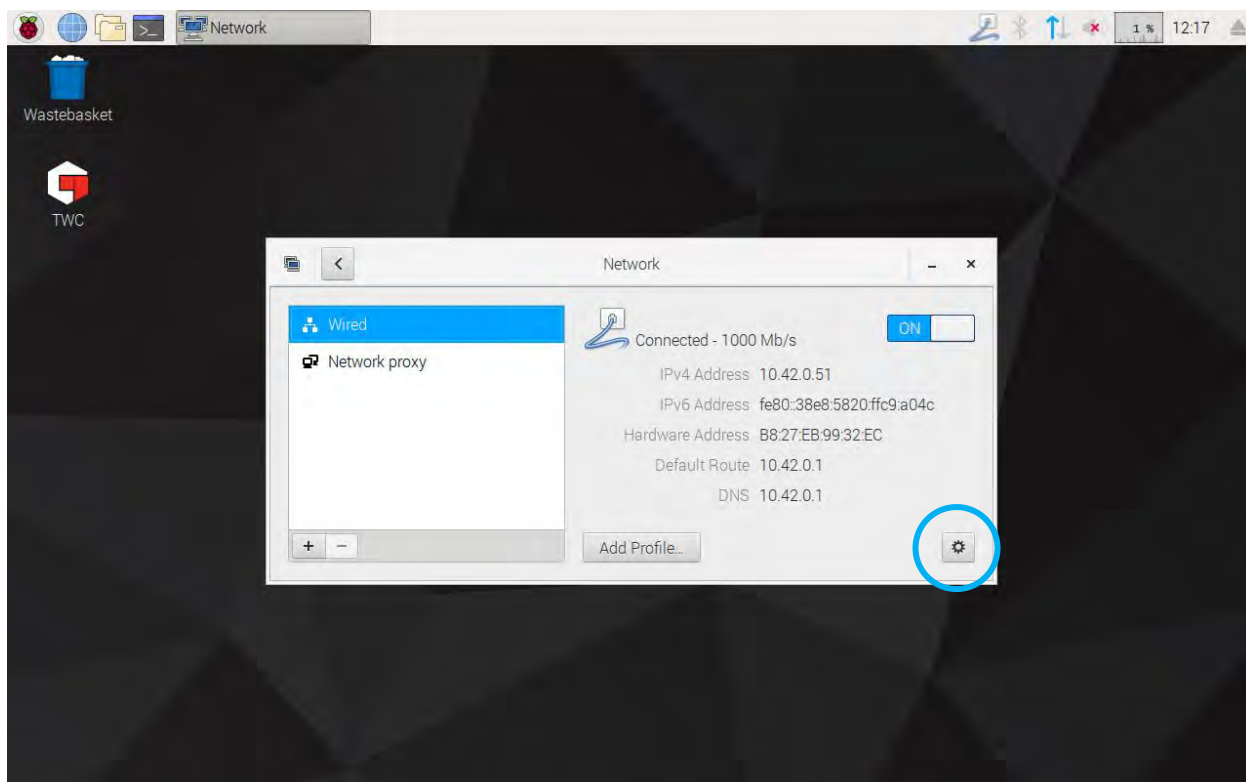 Network
1 %
12:17
Wastebasket
TWC
Network
Wired
Network proxy
Connected - 1000 Mb/s
ON
IPv4 Address 10.42.0.51
IPv6 Address fe80::38e8:5820:ffc9:a04c
Hardware Address B8:27:EB:99:32:EC
Default Route 10.42.0.1
DNS 10.42.0.1
+ −
Add Profile…